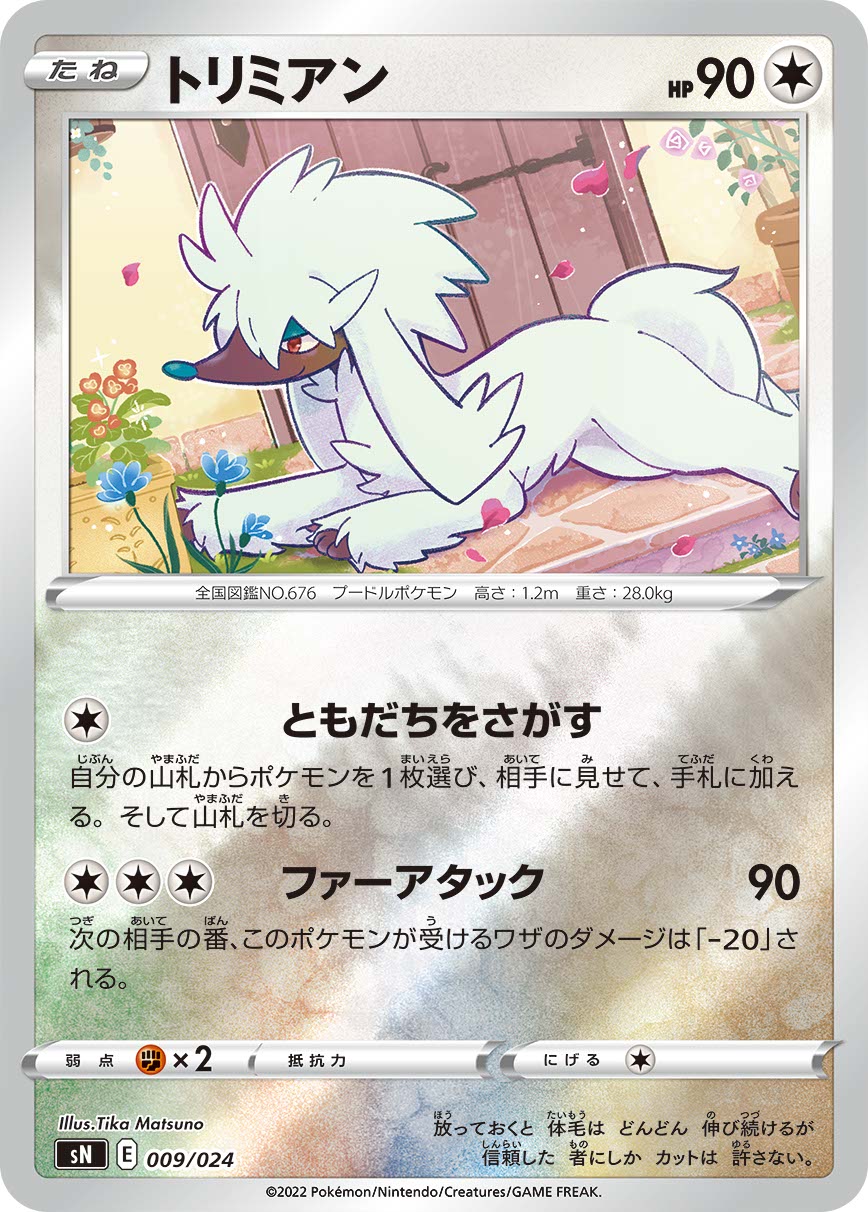 たね トリミアン HP 90
全国図鑑NO.676 プードルポケモン 高さ:1.2m 重さ:28.0kg
ともだちをさがす
自分の山札からポケモンを1枚選び、相手に見せて、手札に加え
る。そして山札を切る。
ファーアタック 90
次の相手の番、このポケモンが受けるワザのダメージは「-20」さ
れる。
弱点 ×2 抵抗力 にげる
Illus.Tika Matsuno
sN E 009/024
放っておくと 体毛は どんどん 伸び続けるが
信頼した 者にしか カットは 許さない。
©2022 Pokémon/Nintendo/Creatures/GAME FREAK.